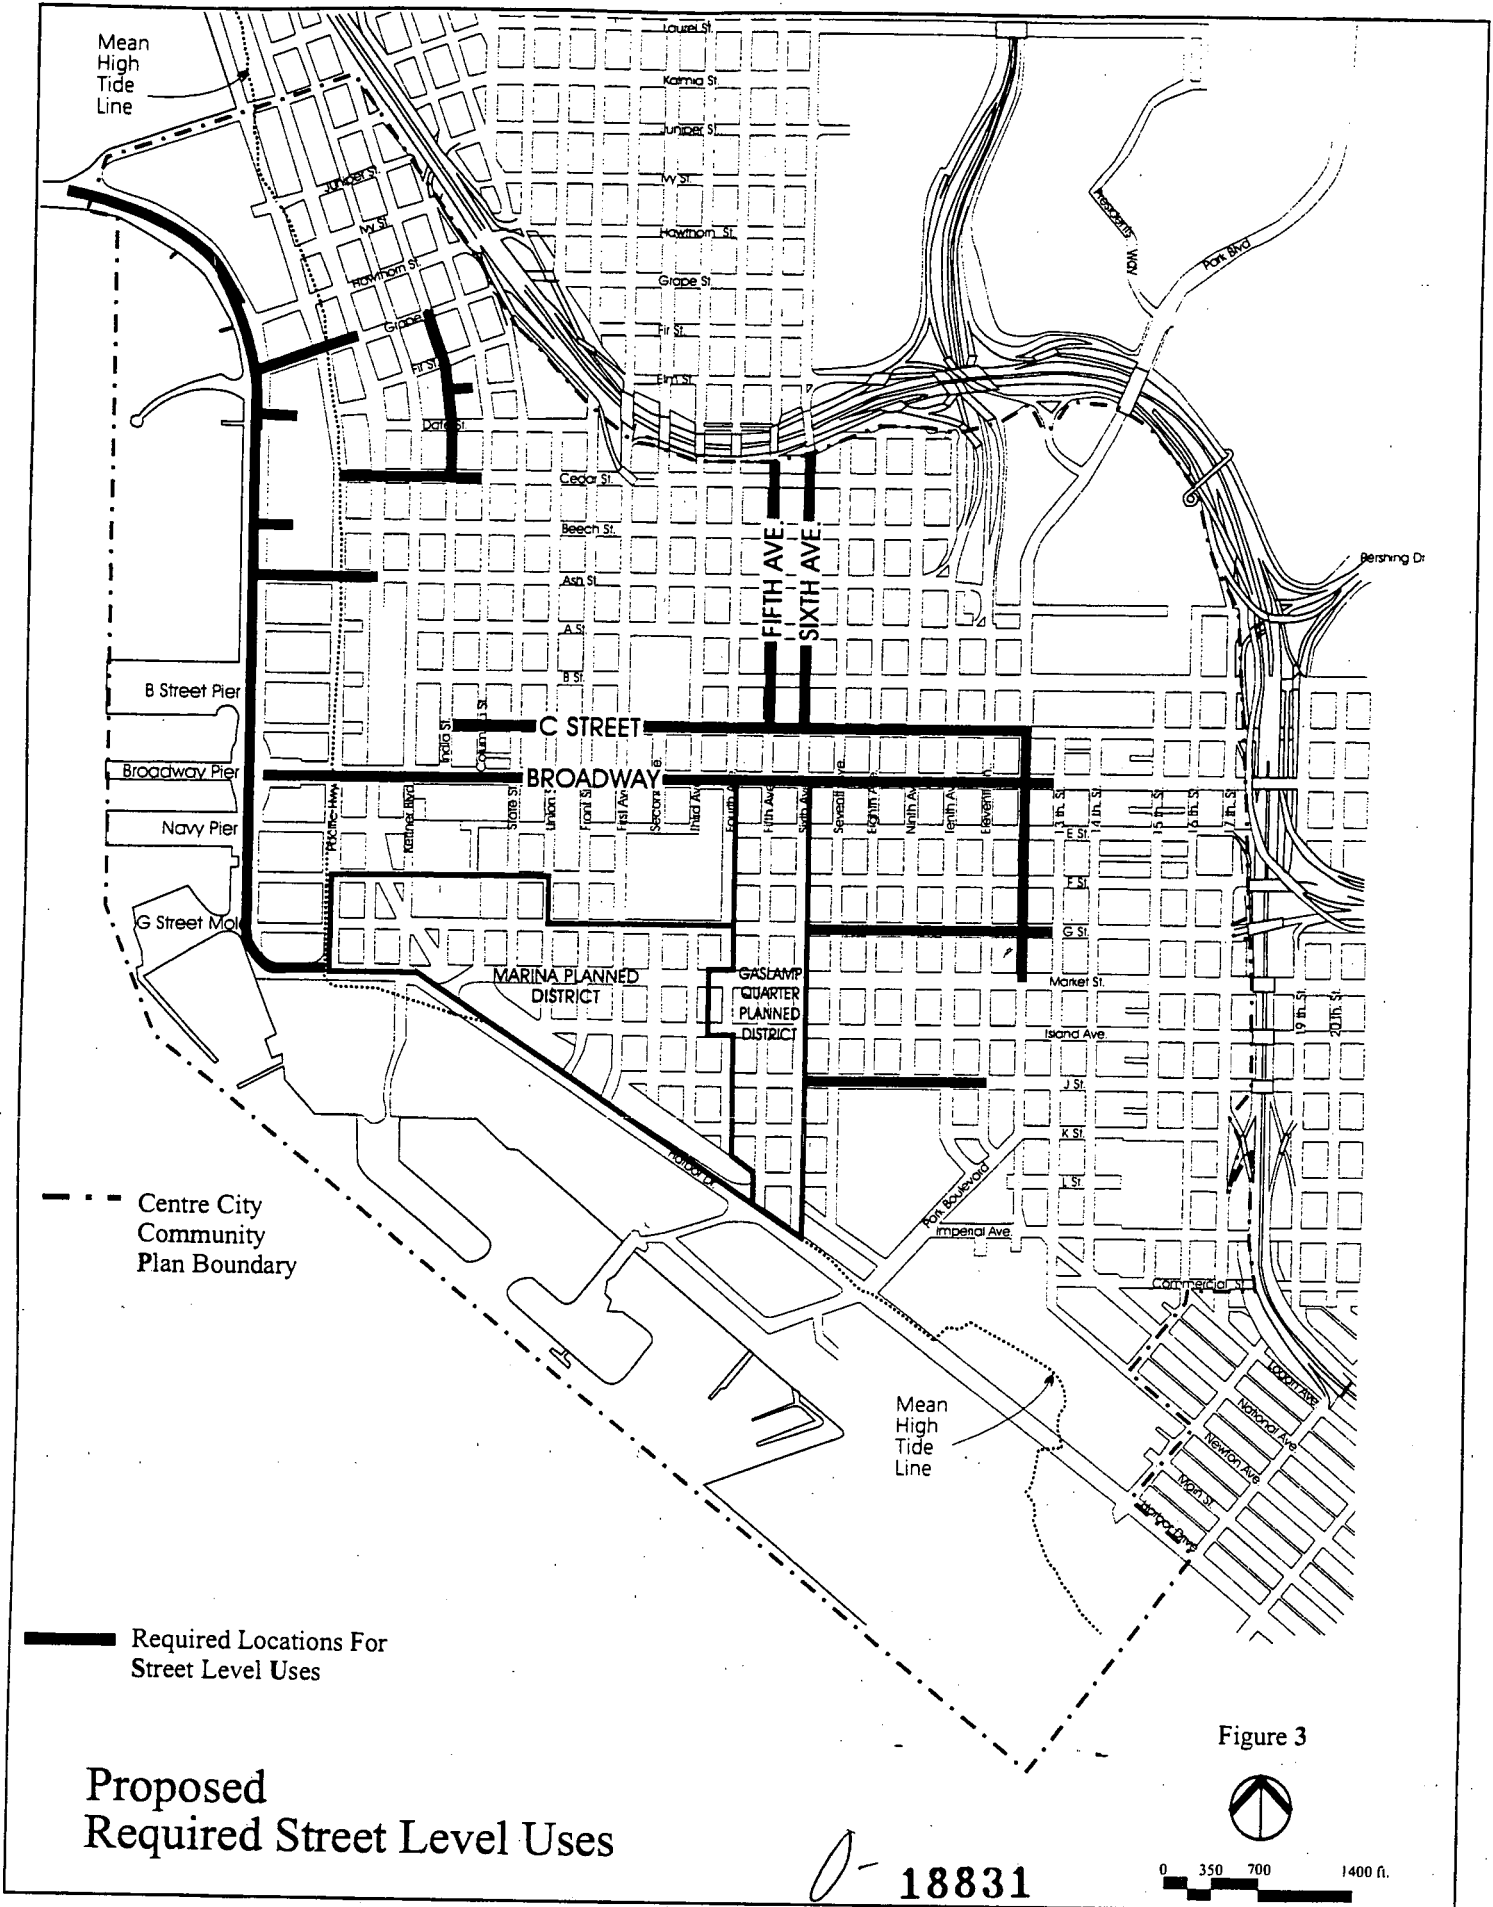 Mean
High
Tide
Line
Laurel St.
Kalmia St.
Juniper St.
Ivy St.
Hawthorn St.
Grape St.
Fir St.
Elm St.
Juniper St.
Ivy St.
Hawthorn St.
Grape
Fir St.
Date St.
Presidents Way
Park Blvd
Pershing Dr
Cedar St.
Beech St.
Ash St.
A St.
B St.
FIFTH AVE.
SIXTH AVE.
B Street Pier
Broadway Pier
Navy Pier
G Street Mole
India St.
Columbia St.
C STREET
BROADWAY
Pacific Hwy
Kettner Blvd
State St.
Union St
Front St
First Ave
Second Ave.
Third Ave
Fourth A
Fifth Ave.
Sixth Ave
Seventh Ave.
Eighth Ave
Ninth Ave
Tenth Ave
Eleventh
13 th. St.
14 th. St.
15 th. St.
16 th. St.
17 th. St.
E St.
F St.
G St.
Market St.
Island Ave.
J St.
K St.
L St.
19 th. St.
20 th. St.
MARINA PLANNED
DISTRICT
GASLAMP
QUARTER
PLANNED
DISTRICT
Harbor Dr
Park Boulevard
Imperial Ave.
Commercial St
Logan Ave
National Ave.
Newton Ave.
Main St.
Harbor Drive
Mean
High
Tide
Line
Centre City
Community
Plan Boundary
Required Locations For
Street Level Uses
Figure 3
Proposed
Required Street Level Uses
O- 18831
0 350 700 1400 ft.